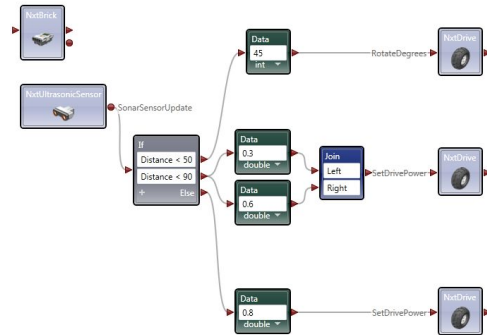 NxtBrick
NxtUltrasonicSensor
SonarSensorUpdate
If
Distance < 50
Distance < 90
+ Else
Data
45
int
RotateDegrees
NxtDrive
Data
0.3
double
Data
0.6
double
Join
Left
Right
SetDrivePower
NxtDrive
Data
0.8
double
SetDrivePower
NxtDrive